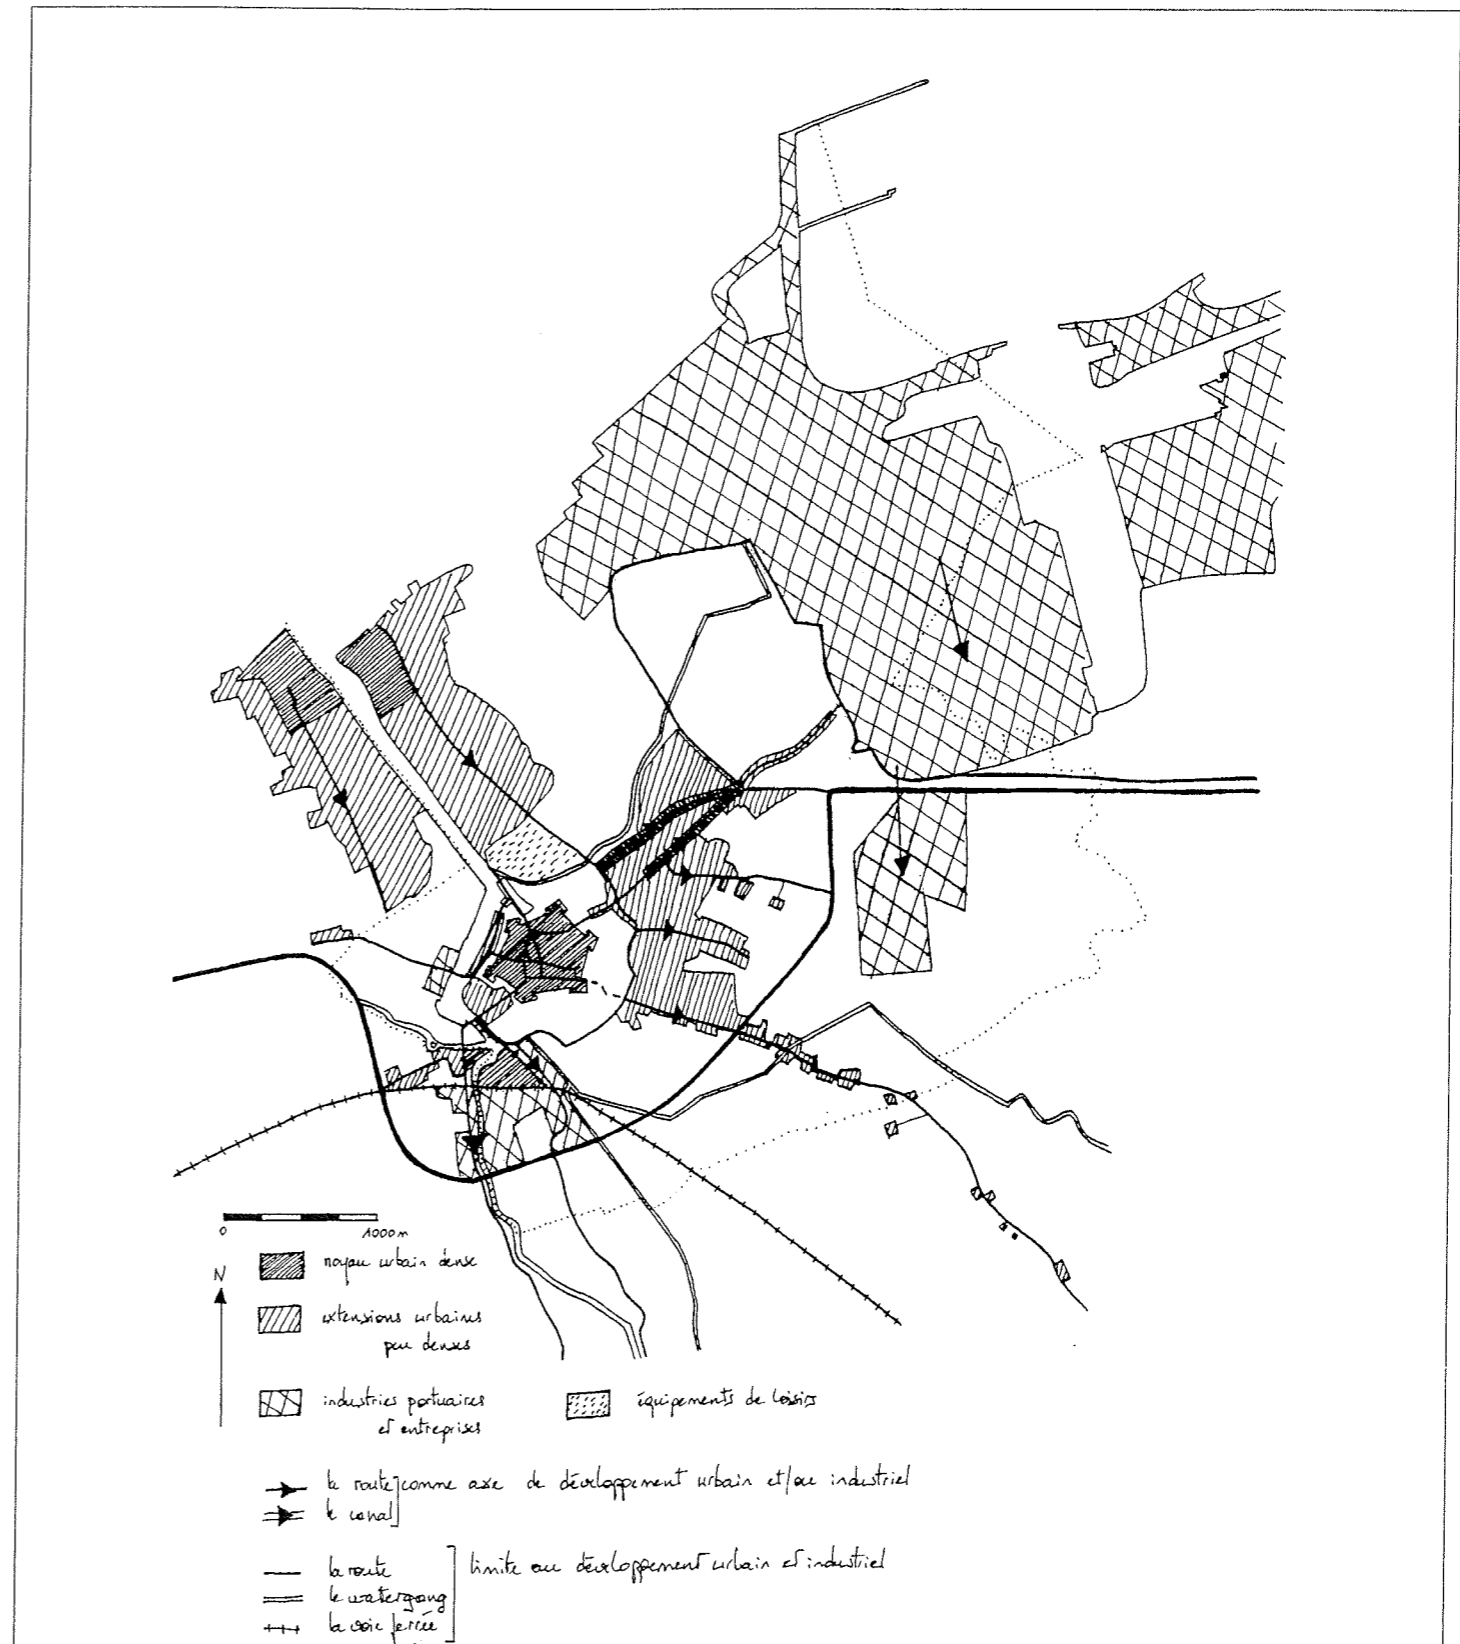 0 1000m
N
noyau urbain dense
extensions urbaines
peu denses
industries portuaires
et entreprises
équipements de loisirs
la route comme axe de développement urbain et/ou industriel
le canal
la route limite au développement urbain et industriel
le watergang
la voie ferrée